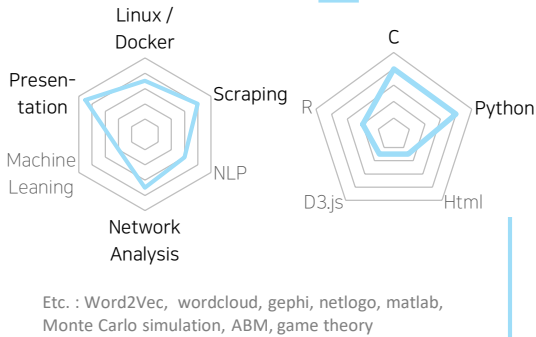 Linux /
Docker
Presen-
tation
Scraping
Machine
Leaning
NLP
Network
Analysis
C
R
Python
D3.js
Html
Etc. : Word2Vec, wordcloud, gephi, netlogo, matlab,
Monte Carlo simulation, ABM, game theory